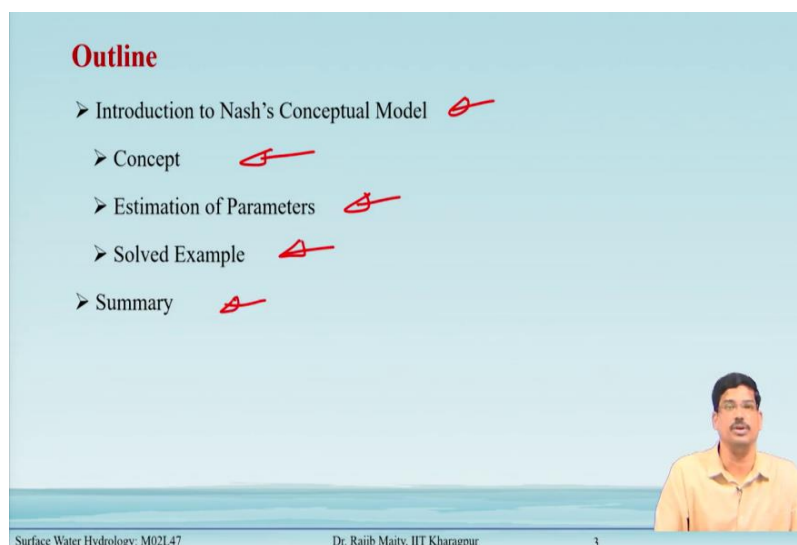 Outline
➢ Introduction to Nash's Conceptual Model
➢ Concept
➢ Estimation of Parameters
➢ Solved Example
➢ Summary
Surface Water Hydrology: M02L47 Dr. Rajib Maity, IIT Kharagpur 3